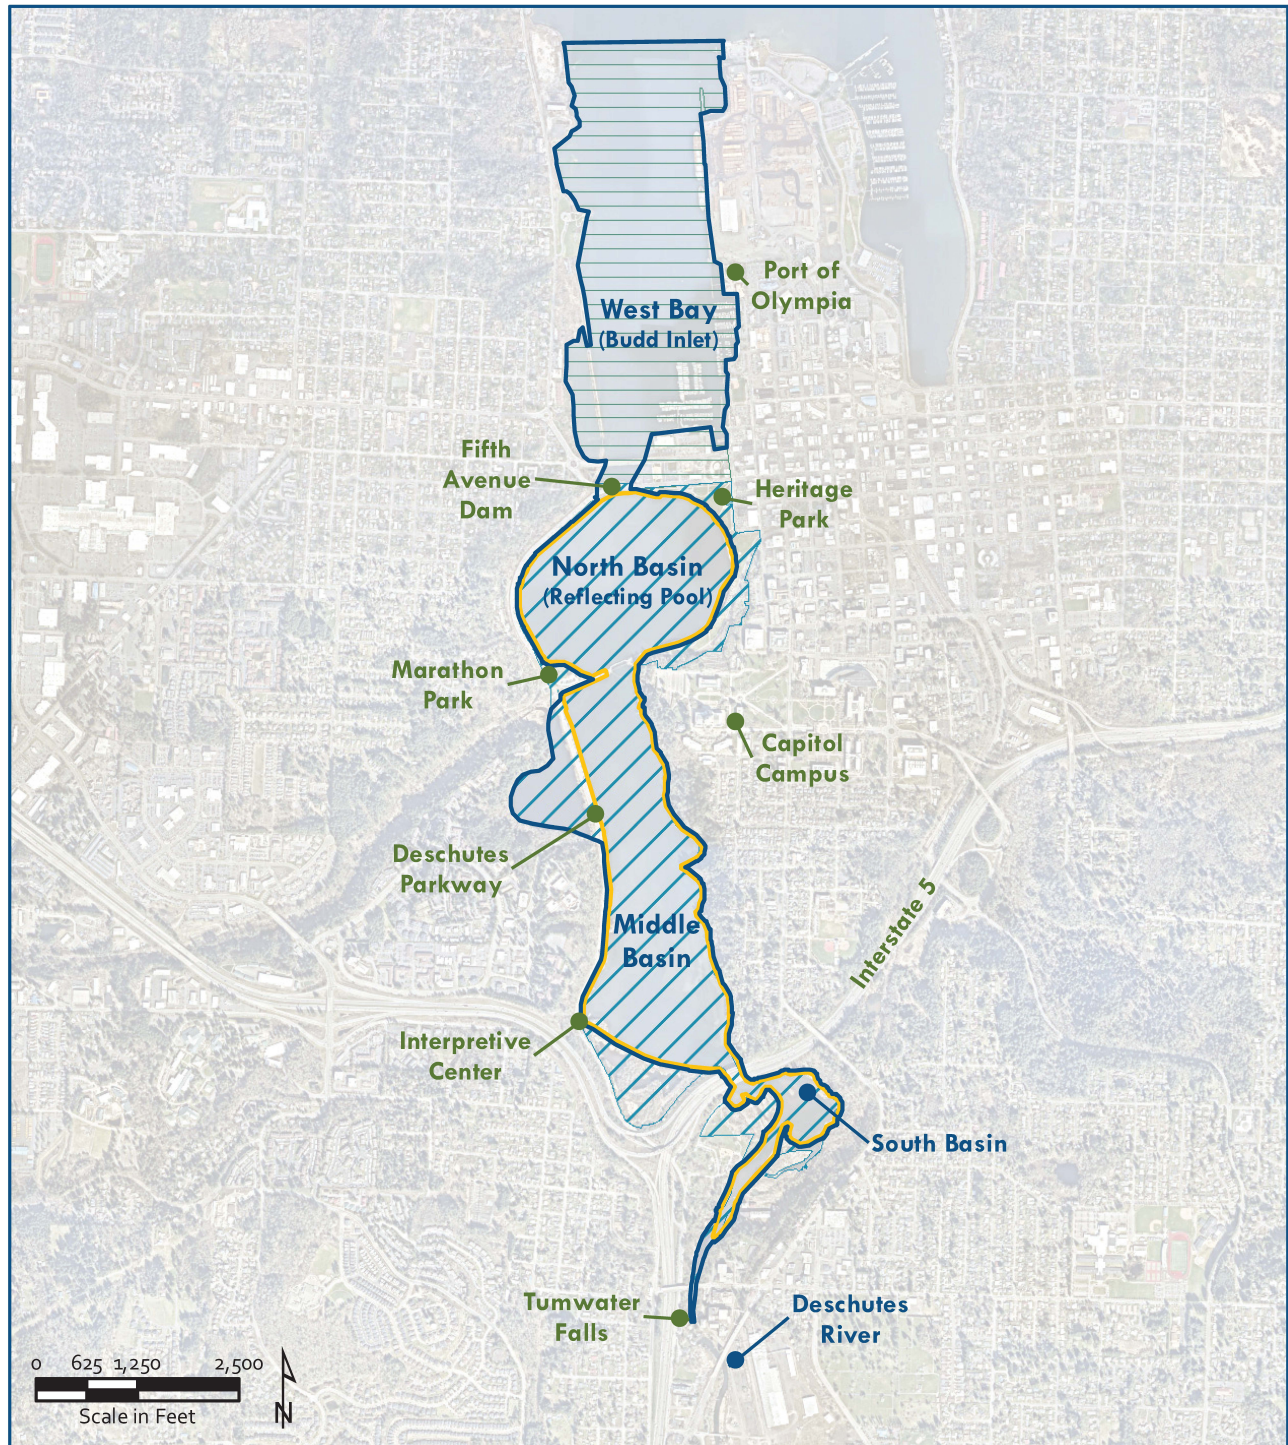 Port of
Olympia
West Bay
(Budd Inlet)
Fifth
Avenue
Dam
Heritage
Park
North Basin
(Reflecting Pool)
Marathon
Park
Capitol
Campus
Deschutes
Parkway
Interstate 5
Middle
Basin
Interpretive
Center
South Basin
Tumwater
Falls
Deschutes
River
0 625 1,250 2,500
Scale in Feet
N